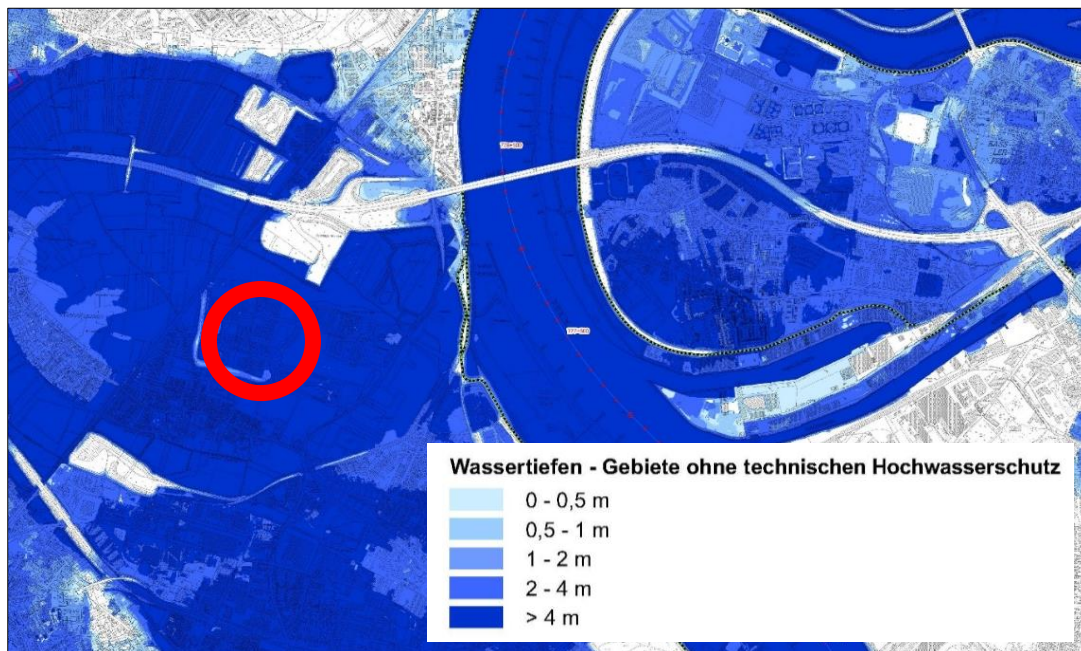 Wassertiefen - Gebiete ohne technischen Hochwasserschutz
0 - 0,5 m
0,5 - 1 m
1 - 2 m
2 - 4 m
> 4 m